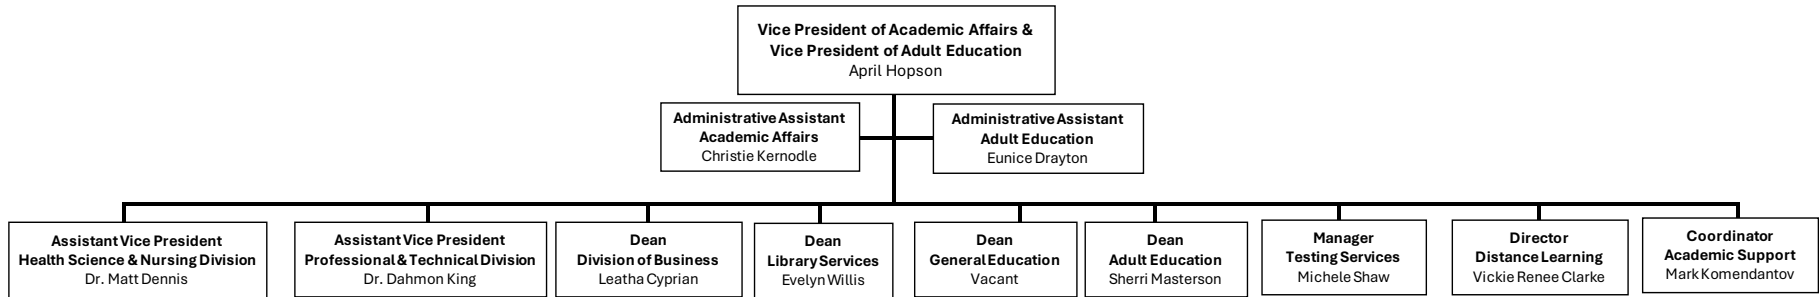 Vice President of Academic Affairs &
Vice President of Adult Education
April Hopson
Administrative Assistant
Academic Affairs
Christie Kernodle
Administrative Assistant
Adult Education
Eunice Drayton
Assistant Vice President
Health Science & Nursing Division
Dr. Matt Dennis
Assistant Vice President
Professional & Technical Division
Dr. Dahmon King
Dean
Division of Business
Leatha Cyprian
Dean
Library Services
Evelyn Willis
Dean
General Education
Vacant
Dean
Adult Education
Sherri Masterson
Manager
Testing Services
Michele Shaw
Director
Distance Learning
Vickie Renee Clarke
Coordinator
Academic Support
Mark Komendantov